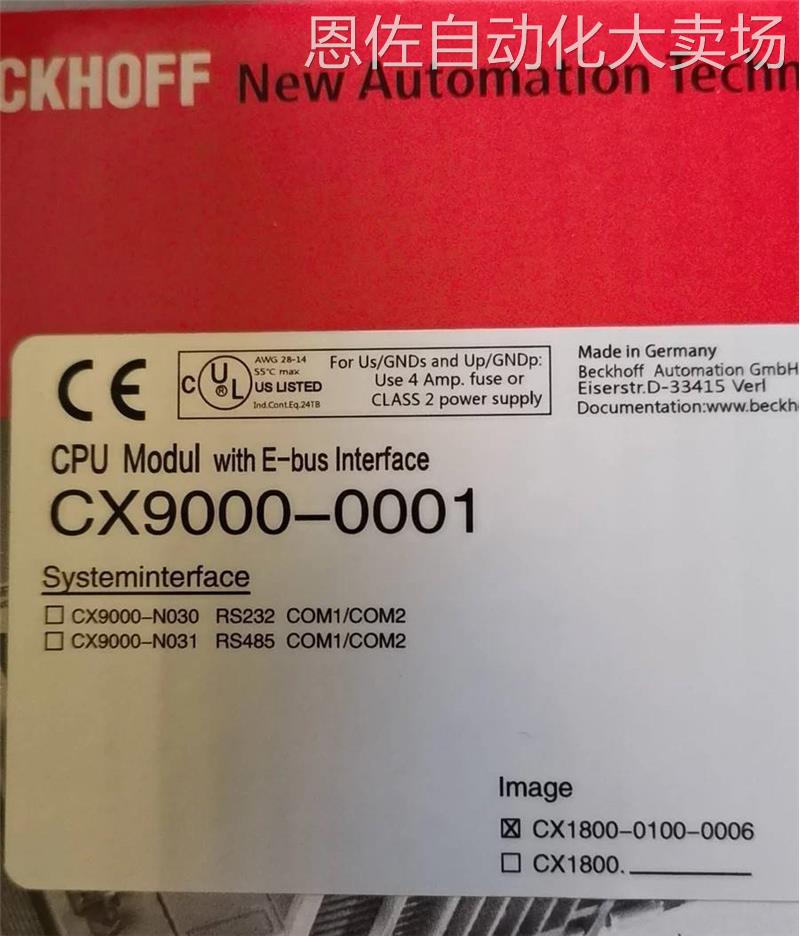 恩佐自动化大卖场
CKHOFF New Automation Techn
CE
C UL® US LISTED
AWG 28-14
55°C max
Ind.Cont.Eq.24TB
For Us/GNDs and Up/GNDp:
Use 4 Amp. fuse or
CLASS 2 power supply
Made in Germany
Beckhoff Automation GmbH
Eiserstr.D-33415 Verl
Documentation:www.beckh
CPU Modul with E-bus Interface
CX9000-0001
Systeminterface
☐ CX9000-N030 RS232 COM1/COM2
☐ CX9000-N031 RS485 COM1/COM2
Image
☒ CX1800-0100-0006
☐ CX1800.________